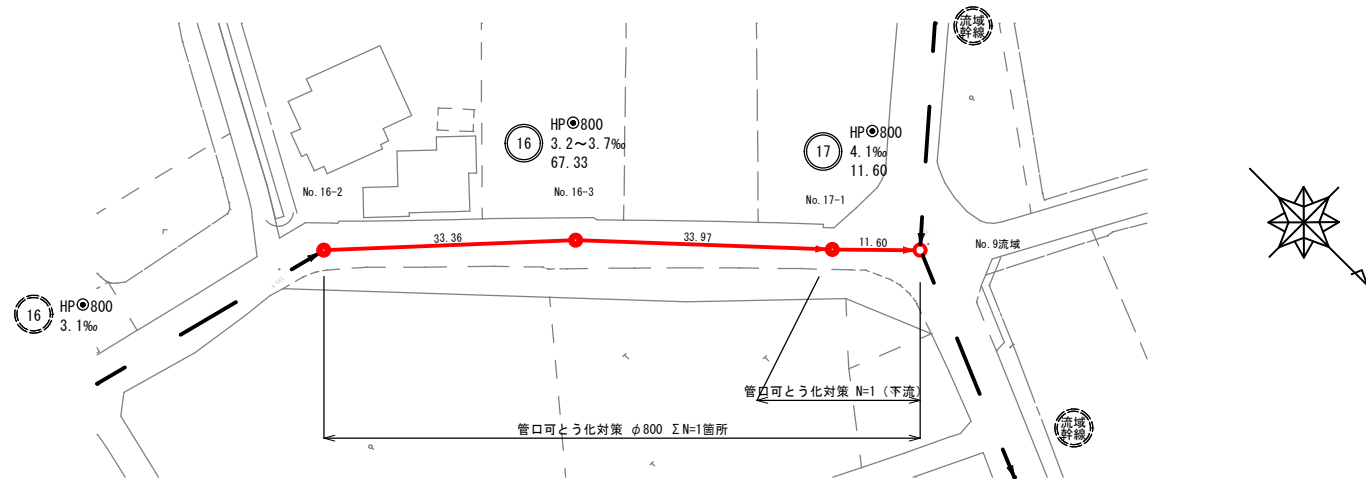 流域
幹線
16
HP◉800
3.2~3.7‰
67.33
17
HP◉800
4.1‰
11.60
No.16-2
No.16-3
No.17-1
33.36
33.97
11.60
No.9流域
16
HP◉800
3.1‰
管口可とう化対策 N=1 (下流)
管口可とう化対策 φ800 ΣN=1箇所
流域
幹線